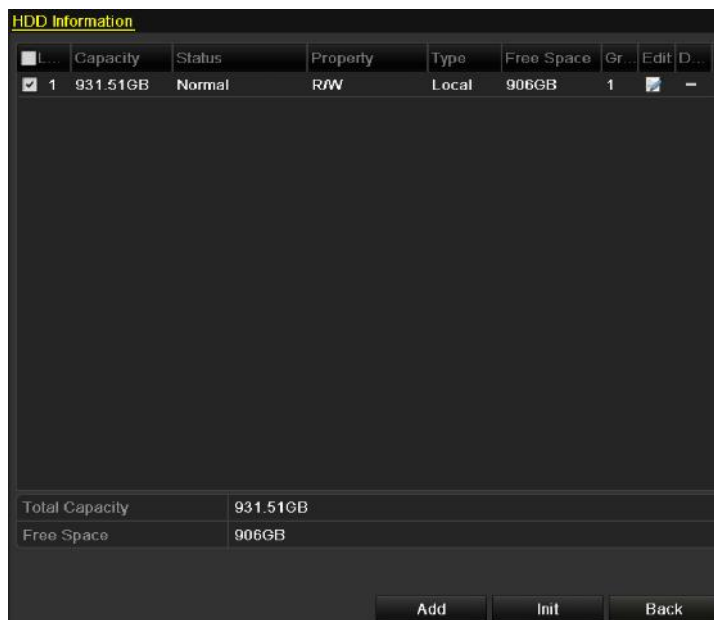 HDD Information
L... Capacity Status Property Type Free Space Gr... Edit D...
1 931.51GB Normal R/W Local 906GB 1 –
Total Capacity 931.51GB
Free Space 906GB
Add Init Back